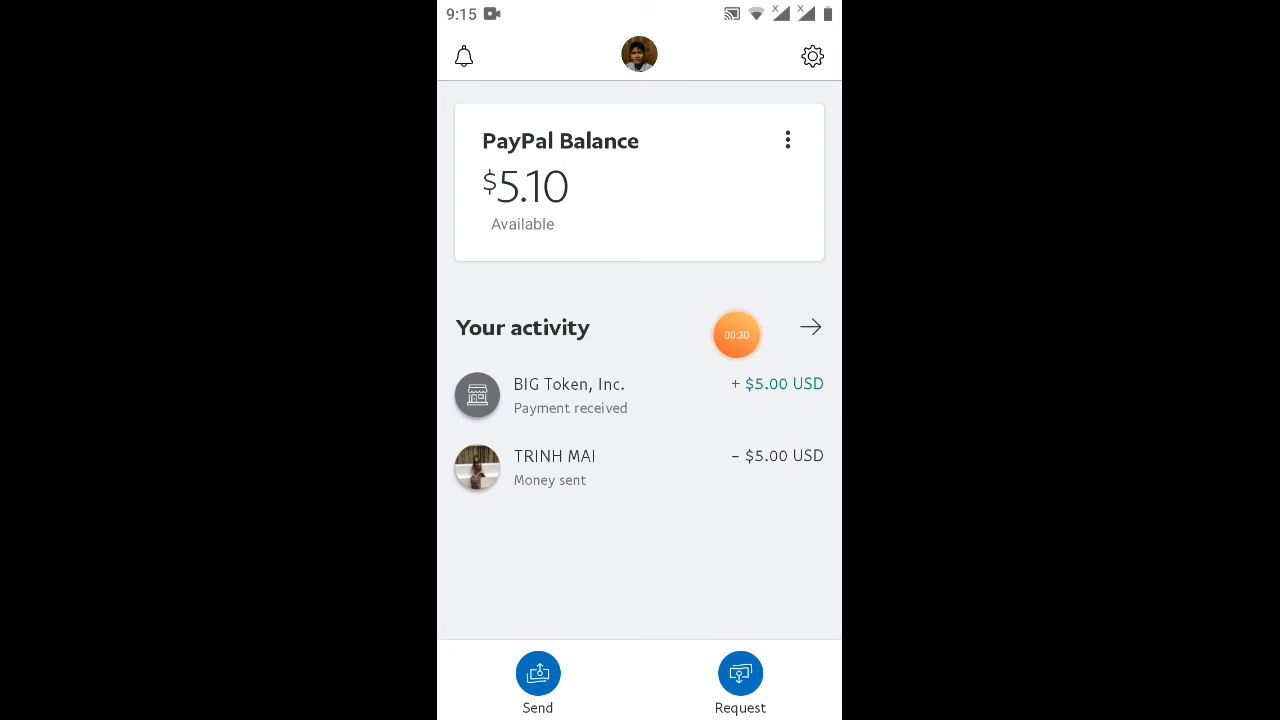 9:15
PayPal Balance
$5.10
Available
Your activity
00:30
BIG Token, Inc.
+ $5.00 USD
Payment received
TRINH MAI
– $5.00 USD
Money sent
Send
Request